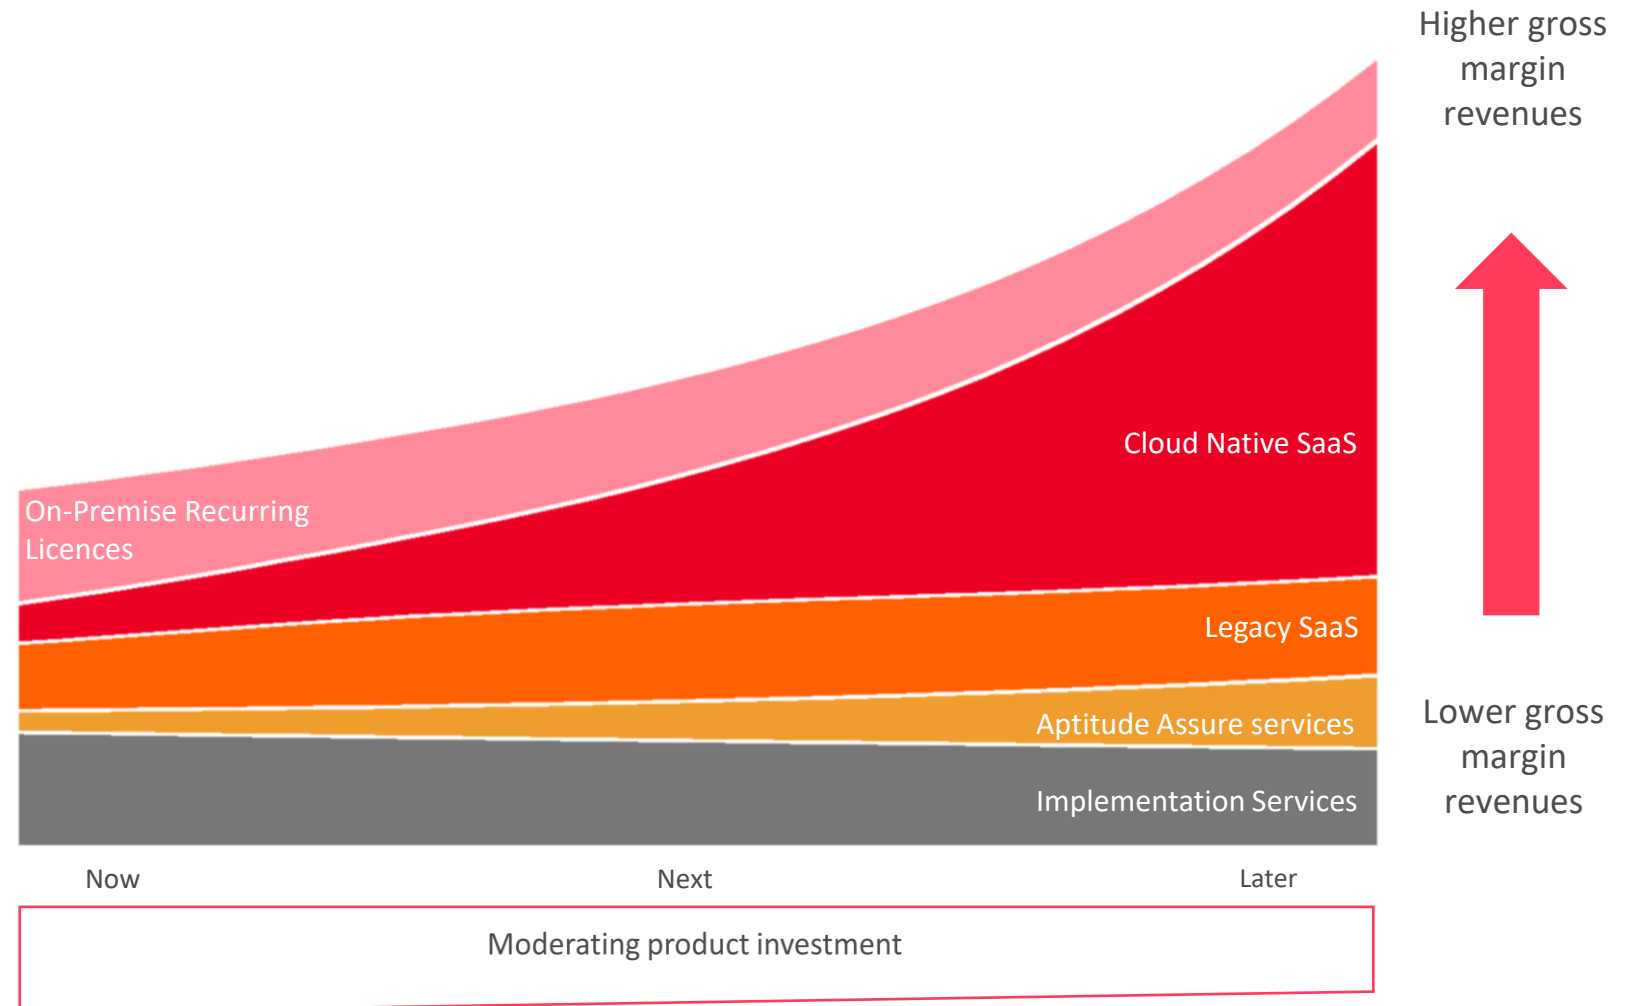 Higher gross
margin
revenues
On-Premise Recurring
Licences
Cloud Native SaaS
Legacy SaaS
Aptitude Assure services
Implementation Services
Lower gross
margin
revenues
Now
Next
Later
Moderating product investment